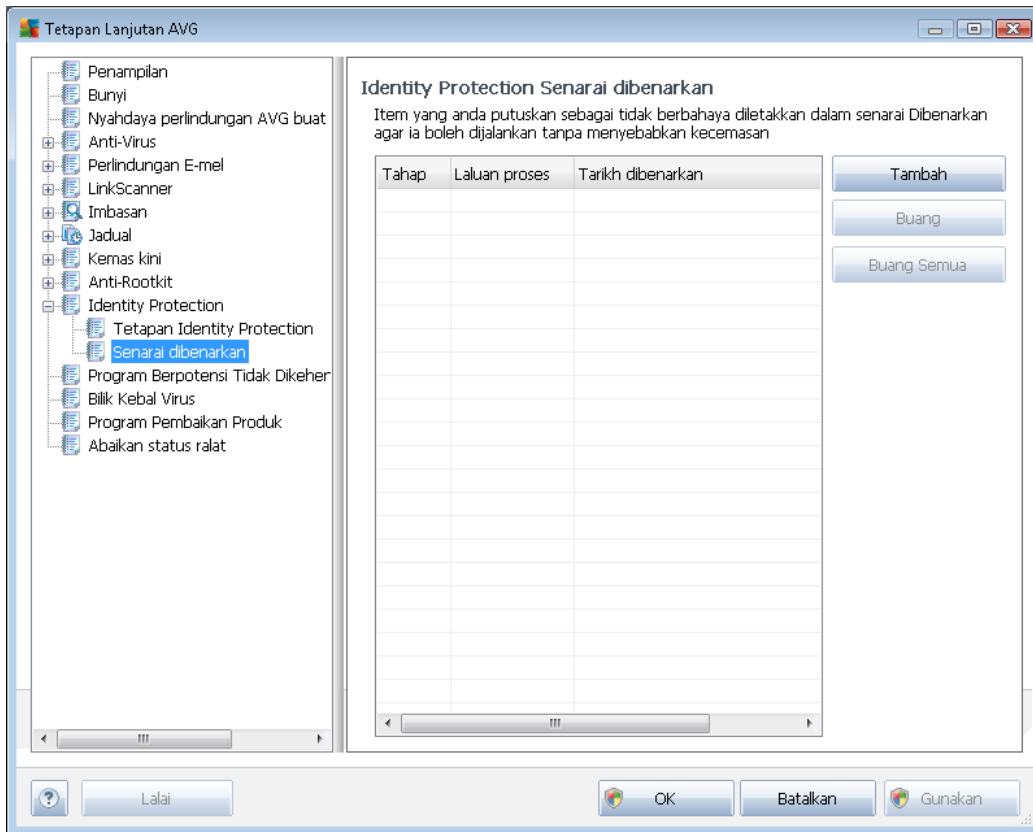 Tetapan Lanjutan AVG
Penampilan
Bunyi
Nyahdaya perlindungan AVG buat
Anti-Virus
Perlindungan E-mel
LinkScanner
Imbasan
Jadual
Kemas kini
Anti-Rootkit
Identity Protection
Tetapan Identity Protection
Senarai dibenarkan
Program Berpotensi Tidak Dikeher
Bilik Kebal Virus
Program Pembaikan Produk
Abaikan status ralat
Identity Protection Senarai dibenarkan
Item yang anda putuskan sebagai tidak berbahaya diletakkan dalam senarai Dibenarkan
agar ia boleh dijalankan tanpa menyebabkan kecemasan
Tahap Laluan proses Tarikh dibenarkan
Tambah
Buang
Buang Semua
? Lalai OK Batalkan Gunakan